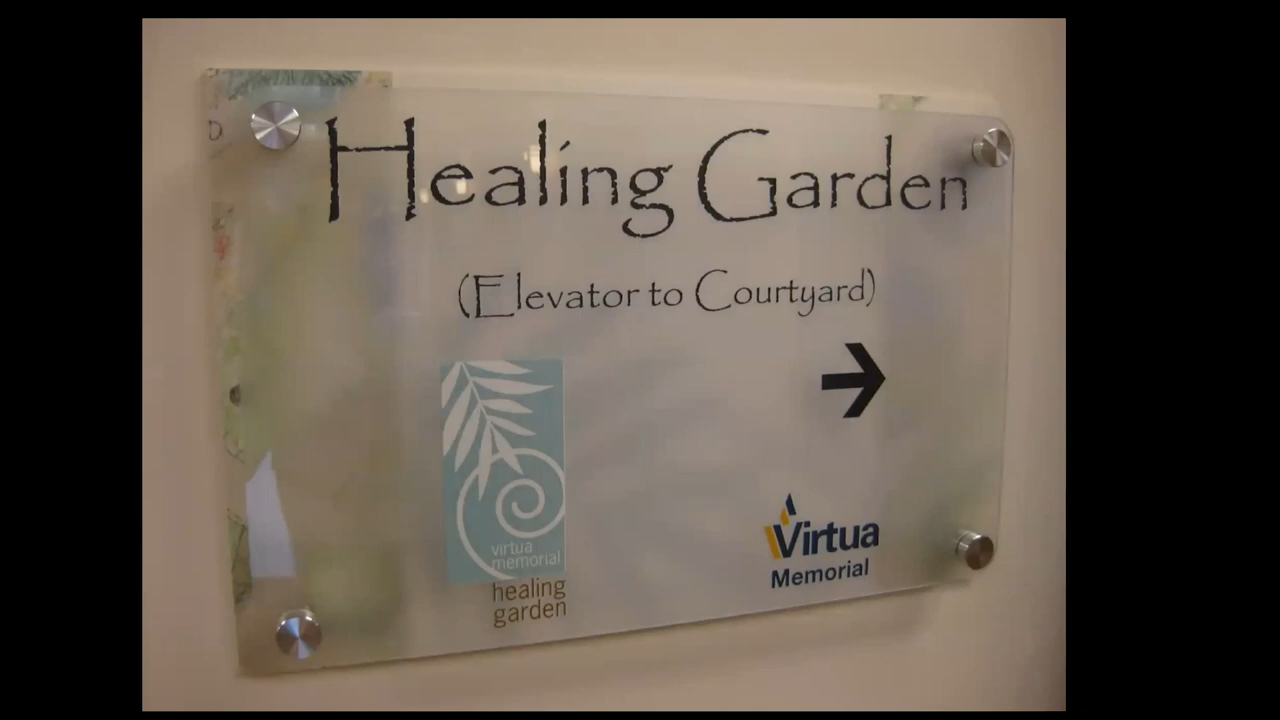 Healing Garden
(Elevator to Courtyard)
virtua
memorial
healing
garden
Virtua
Memorial